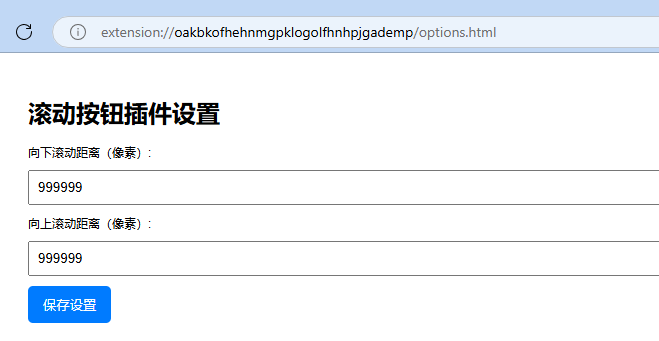 extension://oakbkofhehnmgpklogolfhnhpjgademp/options.html
滚动按钮插件设置
向下滚动距离（像素）:
999999
向上滚动距离（像素）:
999999
保存设置